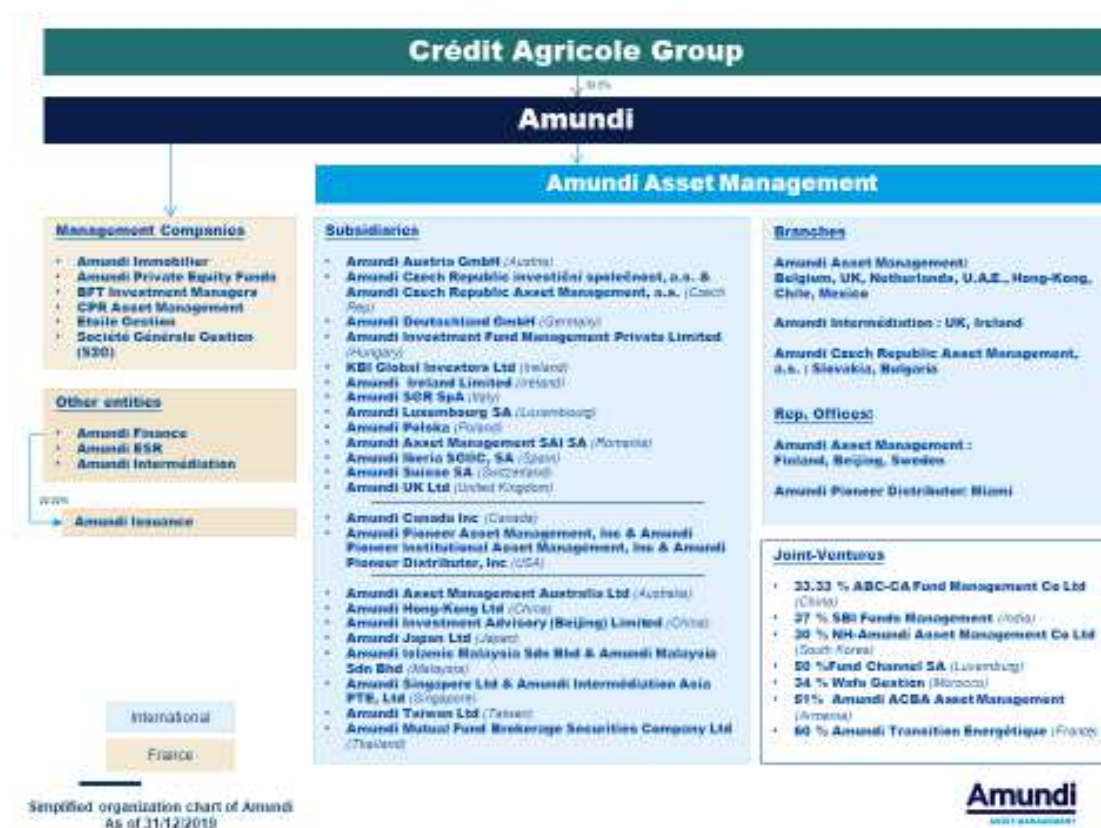 Crédit Agricole Group
Amundi
Amundi Asset Management
Management Companies
• Amundi Immobilier
• Amundi Private Equity Funds
• BFT Investment Managers
• CPR Asset Management
• Etoile Gestion
• Société Générale Gestion
(S2G)
Other entities
• Amundi Finance
• Amundi ESR
• Amundi Intermédiation
Amundi Issuance
Subsidiaries
• Amundi Austria GmbH (Austria)
• Amundi Czech Republic investiční společnost, a.s. &
Amundi Czech Republic Asset Management, a.s. (Czech
Rep)
• Amundi Deutschland GmbH (Germany)
• Amundi Investment Fund Management Private Limited
(Hungary)
• KBI Global Investors Ltd (Ireland)
• Amundi Ireland Limited (Ireland)
• Amundi SGR SpA (Italy)
• Amundi Luxembourg SA (Luxembourg)
• Amundi Polska (Poland)
• Amundi Asset Management SAI SA (Romania)
• Amundi Iberia SGIIC, SA (Spain)
• Amundi Suisse SA (Switzerland)
• Amundi UK Ltd (United Kingdom)
• Amundi Canada Inc (Canada)
• Amundi Pioneer Asset Management, Inc & Amundi
Pioneer Institutional Asset Management, Inc & Amundi
Pioneer Distributor, Inc (USA)
• Amundi Asset Management Australia Ltd (Australia)
• Amundi Hong-Kong Ltd (China)
• Amundi Investment Advisory (Beijing) Limited (China)
• Amundi Japan Ltd (Japan)
• Amundi Islamic Malaysia Sdn Bhd & Amundi Malaysia
Sdn Bhd (Malaysia)
• Amundi Singapore Ltd & Amundi Intermédiation Asia
PTE, Ltd (Singapore)
• Amundi Taiwan Ltd (Taiwan)
• Amundi Mutual Fund Brokerage Securities Company Ltd
(Thailand)
Branches
Amundi Asset Management:
Belgium, UK, Netherlands, U.A.E., Hong-Kong,
Chile, Mexico
Amundi Intermédiation : UK, Ireland
Amundi Czech Republic Asset Management,
a.s. : Slovakia, Bulgaria
Rep. Offices:
Amundi Asset Management :
Finland, Beijing, Sweden
Amundi Pioneer Distributor: Miami
Joint-Ventures
• 33.33 % ABC-CA Fund Management Co Ltd
(China)
• 37 % SBI Funds Management (India)
• 30 % NH-Amundi Asset Management Co Ltd
(South Korea)
• 50 %Fund Channel SA (Luxemburg)
• 34 % Wafa Gestion (Morocco)
• 51% Amundi ACBA Asset Management
(Armenia)
• 60 % Amundi Transition Energétique (France)
International
France
Simplified organization chart of Amundi
As of 31/12/2019
Amundi
ASSET MANAGEMENT